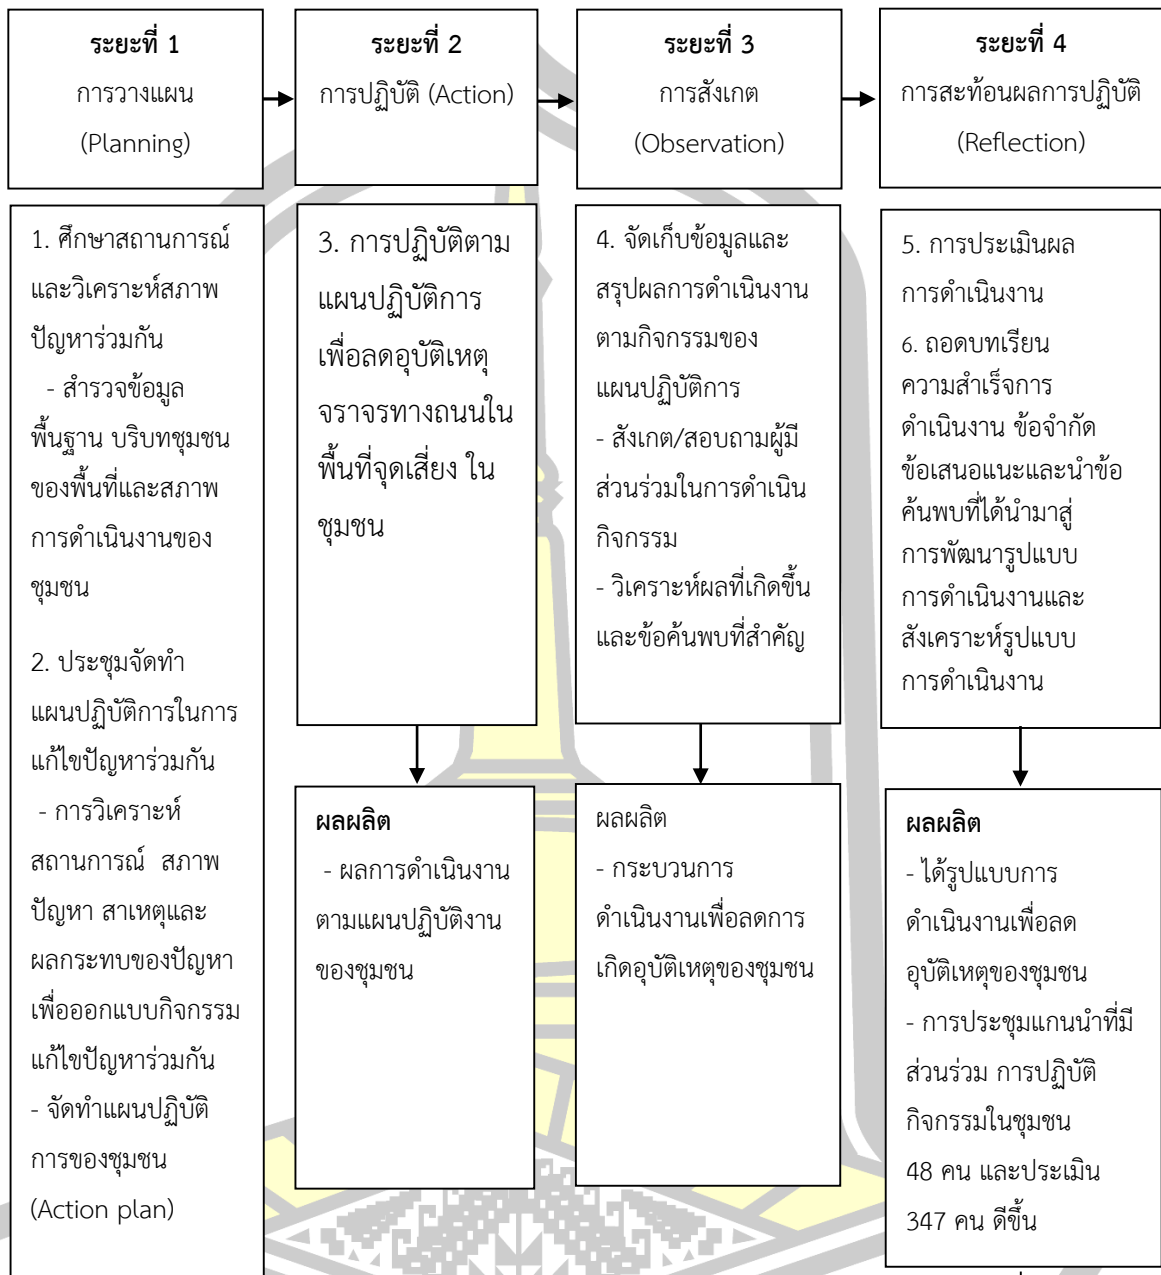 ระยะที่ 1
การวางแผน
(Planning)
ระยะที่ 2
การปฏิบัติ (Action)
ระยะที่ 3
การสังเกต
(Observation)
ระยะที่ 4
การสะท้อนผลการปฏิบัติ
(Reflection)
1. ศึกษาสถานการณ์
และวิเคราะห์สภาพ
ปัญหาร่วมกัน
- สำรวจข้อมูล
พื้นฐาน บริบทชุมชน
ของพื้นที่และสภาพ
การดำเนินงานของ
ชุมชน
2. ประชุมจัดทำ
แผนปฏิบัติการในการ
แก้ไขปัญหาร่วมกัน
- การวิเคราะห์
สถานการณ์ สภาพ
ปัญหา สาเหตุและ
ผลกระทบของปัญหา
เพื่อออกแบบกิจกรรม
แก้ไขปัญหาร่วมกัน
- จัดทำแผนปฏิบัติ
การของชุมชน
(Action plan)
3. การปฏิบัติตาม
แผนปฏิบัติการ
เพื่อลดอุบัติเหตุ
จราจรทางถนนใน
พื้นที่จุดเสี่ยง ใน
ชุมชน
ผลผลิต
- ผลการดำเนินงาน
ตามแผนปฏิบัติงาน
ของชุมชน
4. จัดเก็บข้อมูลและ
สรุปผลการดำเนินงาน
ตามกิจกรรมของ
แผนปฏิบัติการ
- สังเกต/สอบถามผู้มี
ส่วนร่วมในการดำเนิน
กิจกรรม
- วิเคราะห์ผลที่เกิดขึ้น
และข้อค้นพบที่สำคัญ
ผลผลิต
- กระบวนการ
ดำเนินงานเพื่อลดการ
เกิดอุบัติเหตุของชุมชน
5. การประเมินผล
การดำเนินงาน
6. ถอดบทเรียน
ความสำเร็จการ
ดำเนินงาน ข้อจำกัด
ข้อเสนอแนะและนำข้อ
ค้นพบที่ได้นำมาสู่
การพัฒนารูปแบบ
การดำเนินงานและ
สังเคราะห์รูปแบบ
การดำเนินงาน
ผลผลิต
- ได้รูปแบบการ
ดำเนินงานเพื่อลด
อุบัติเหตุของชุมชน
- การประชุมแกนนำที่มี
ส่วนร่วม การปฏิบัติ
กิจกรรมในชุมชน
48 คน และประเมิน
347 คน ดีขึ้น